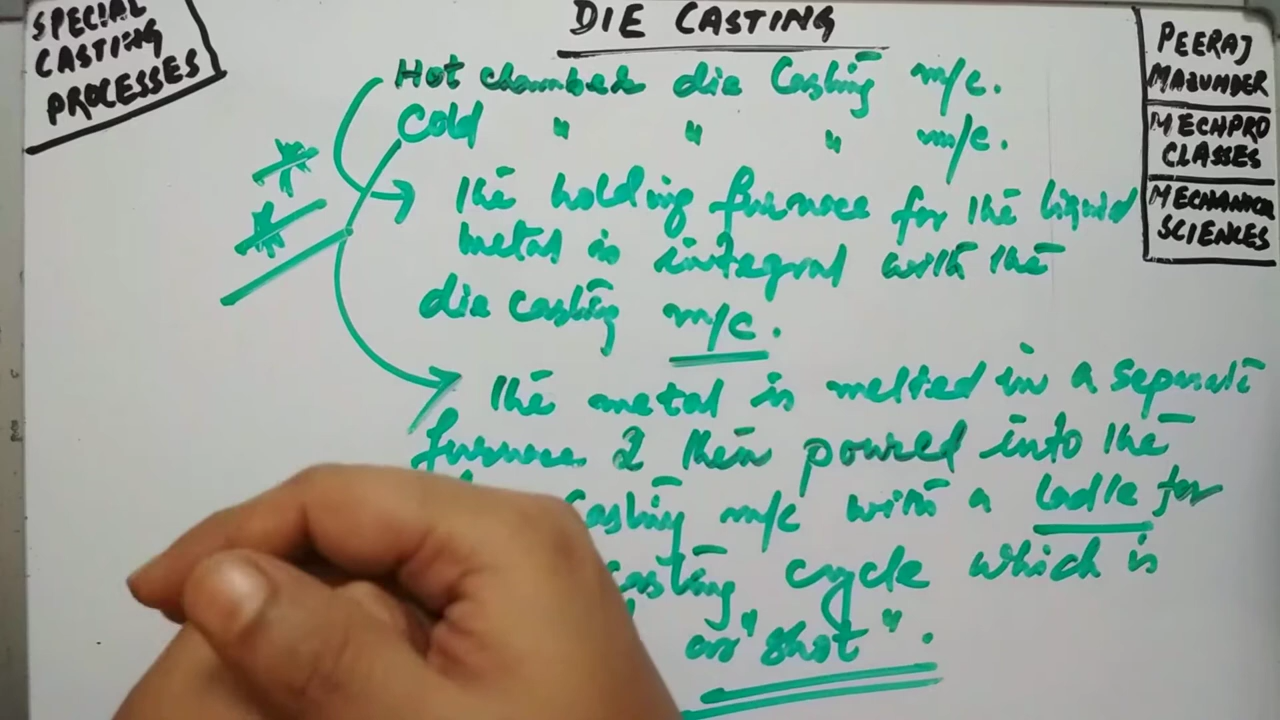 SPECIAL
CASTING
PROCESSES
DIE CASTING
PEERAJ
MAJUMDER
MECHPRO
CLASSES
MECHANICAL
SCIENCES
Hot chamber die casting m/c.
Cold " " " m/c.
The holding furnace for the liquid
metal is integral with the
die casting m/c.
The metal is melted in a separate
furnace & then poured into the
casting m/c with a ladle for
casting cycle which is
as "shot".